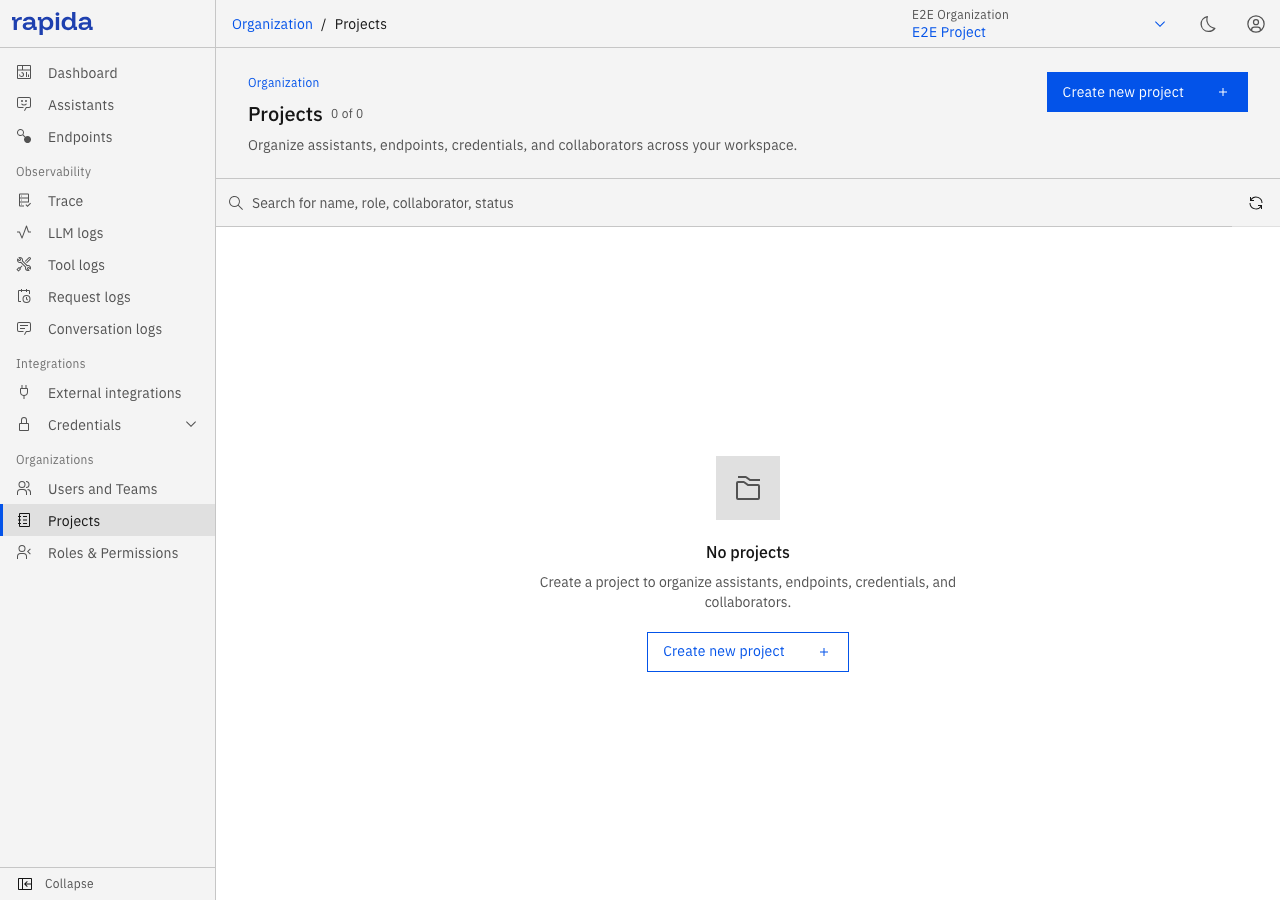 rapida
Organization / Projects
E2E Organization
E2E Project
Dashboard
Assistants
Endpoints
Observability
Trace
LLM logs
Tool logs
Request logs
Conversation logs
Integrations
External integrations
Credentials
Organizations
Users and Teams
Projects
Roles & Permissions
Collapse
Organization
Projects 0 of 0
Organize assistants, endpoints, credentials, and collaborators across your workspace.
Create new project +
Search for name, role, collaborator, status
No projects
Create a project to organize assistants, endpoints, credentials, and
collaborators.
Create new project +